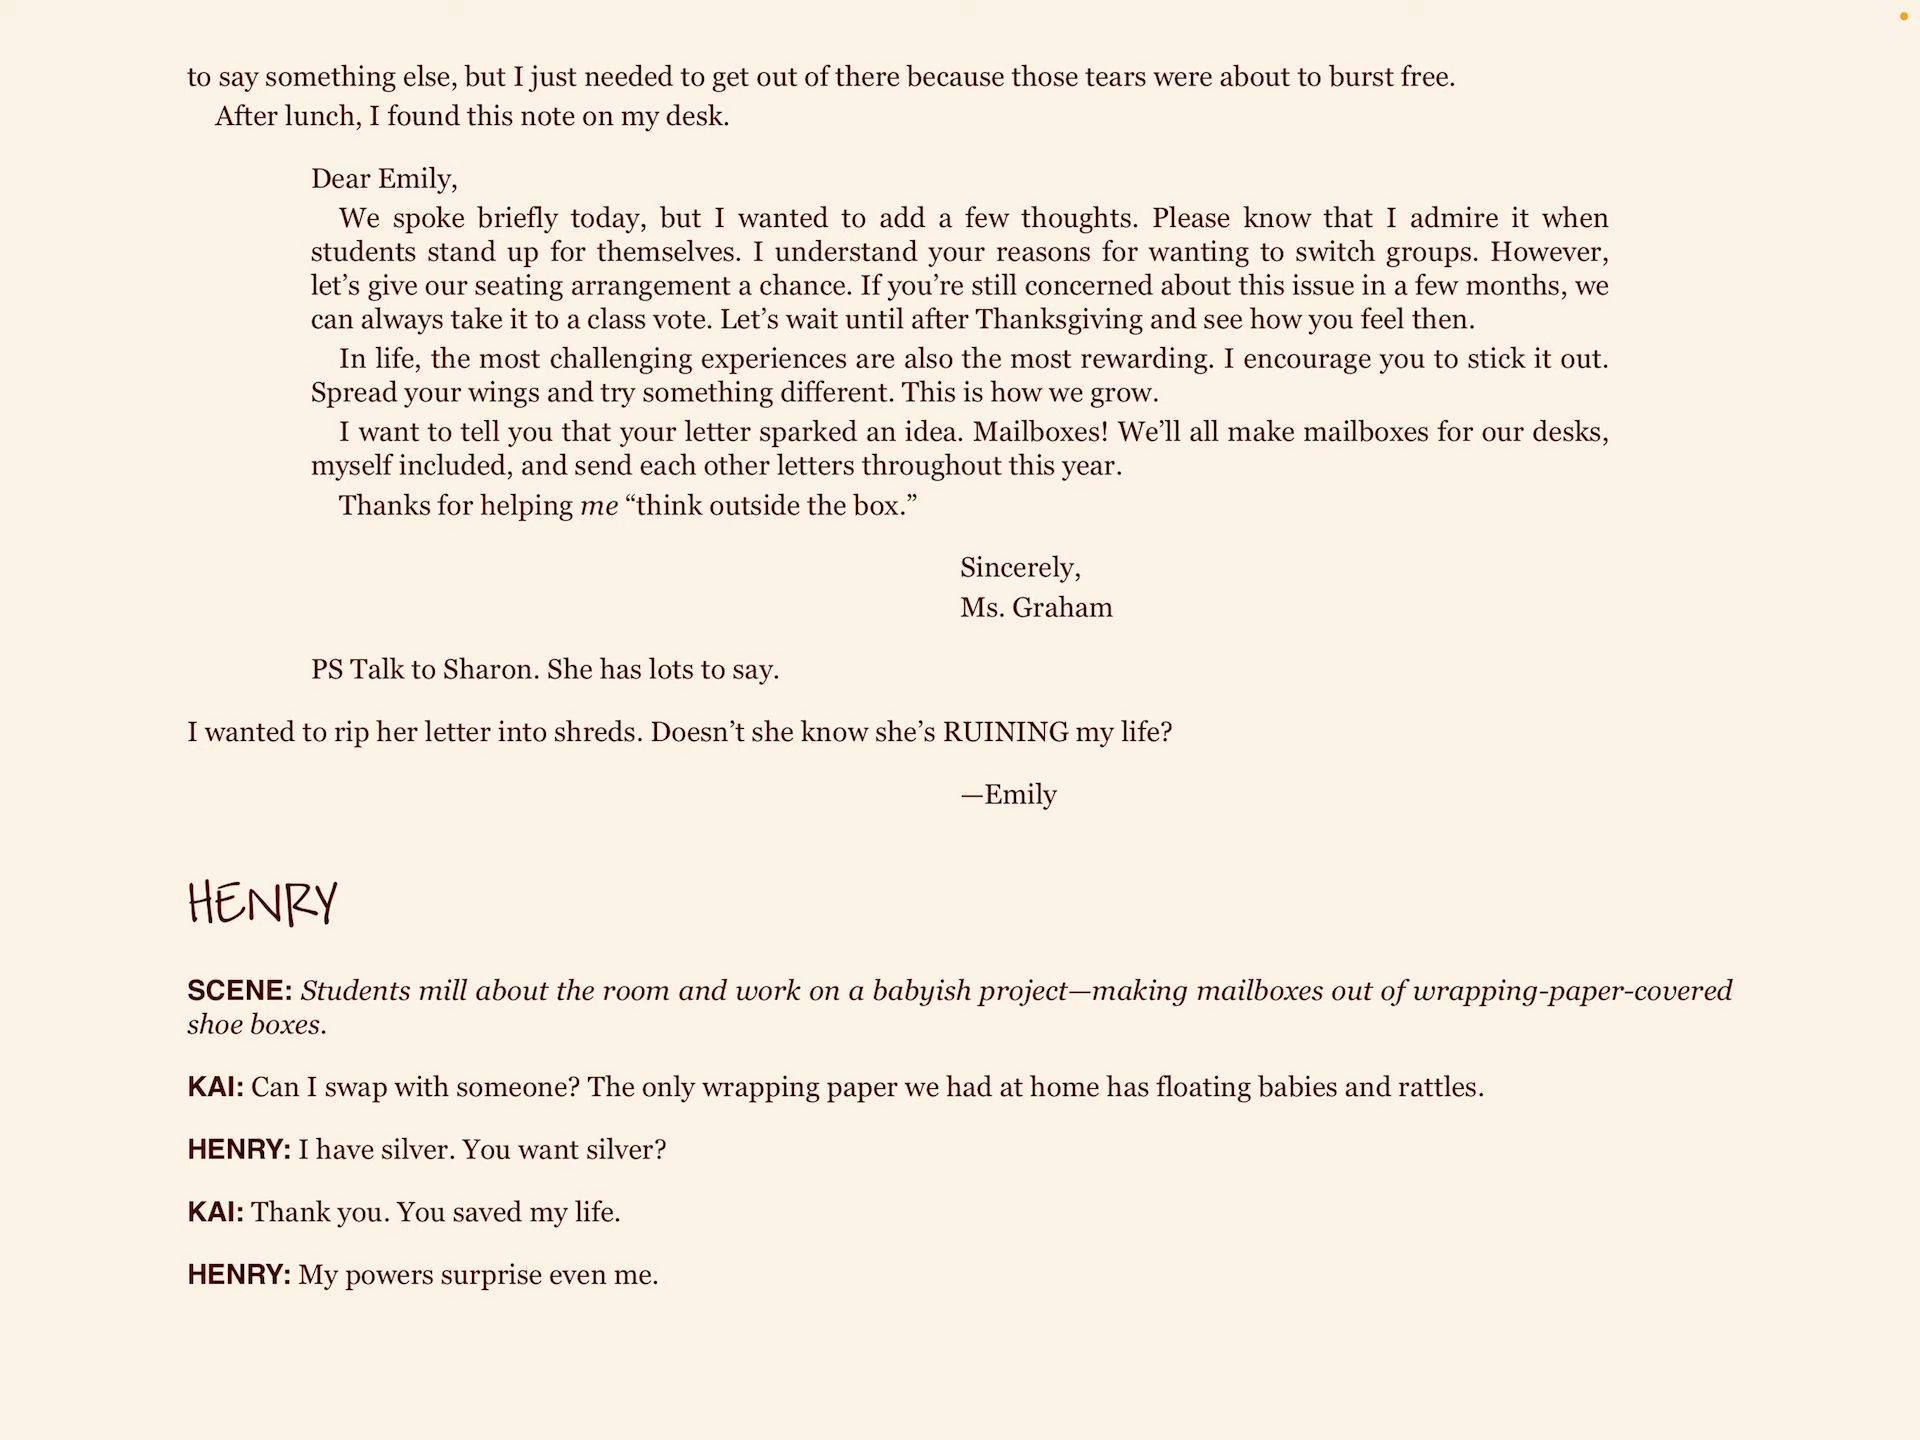 to say something else, but I just needed to get out of there because those tears were about to burst free.
After lunch, I found this note on my desk.
Dear Emily,
We spoke briefly today, but I wanted to add a few thoughts. Please know that I admire it when
students stand up for themselves. I understand your reasons for wanting to switch groups. However,
let’s give our seating arrangement a chance. If you’re still concerned about this issue in a few months, we
can always take it to a class vote. Let’s wait until after Thanksgiving and see how you feel then.
In life, the most challenging experiences are also the most rewarding. I encourage you to stick it out.
Spread your wings and try something different. This is how we grow.
I want to tell you that your letter sparked an idea. Mailboxes! We’ll all make mailboxes for our desks,
myself included, and send each other letters throughout this year.
Thanks for helping me “think outside the box.”
Sincerely,
Ms. Graham
PS Talk to Sharon. She has lots to say.
I wanted to rip her letter into shreds. Doesn’t she know she’s RUINING my life?
—Emily
HENRY
SCENE: Students mill about the room and work on a babyish project—making mailboxes out of wrapping-paper-covered
shoe boxes.
KAI: Can I swap with someone? The only wrapping paper we had at home has floating babies and rattles.
HENRY: I have silver. You want silver?
KAI: Thank you. You saved my life.
HENRY: My powers surprise even me.